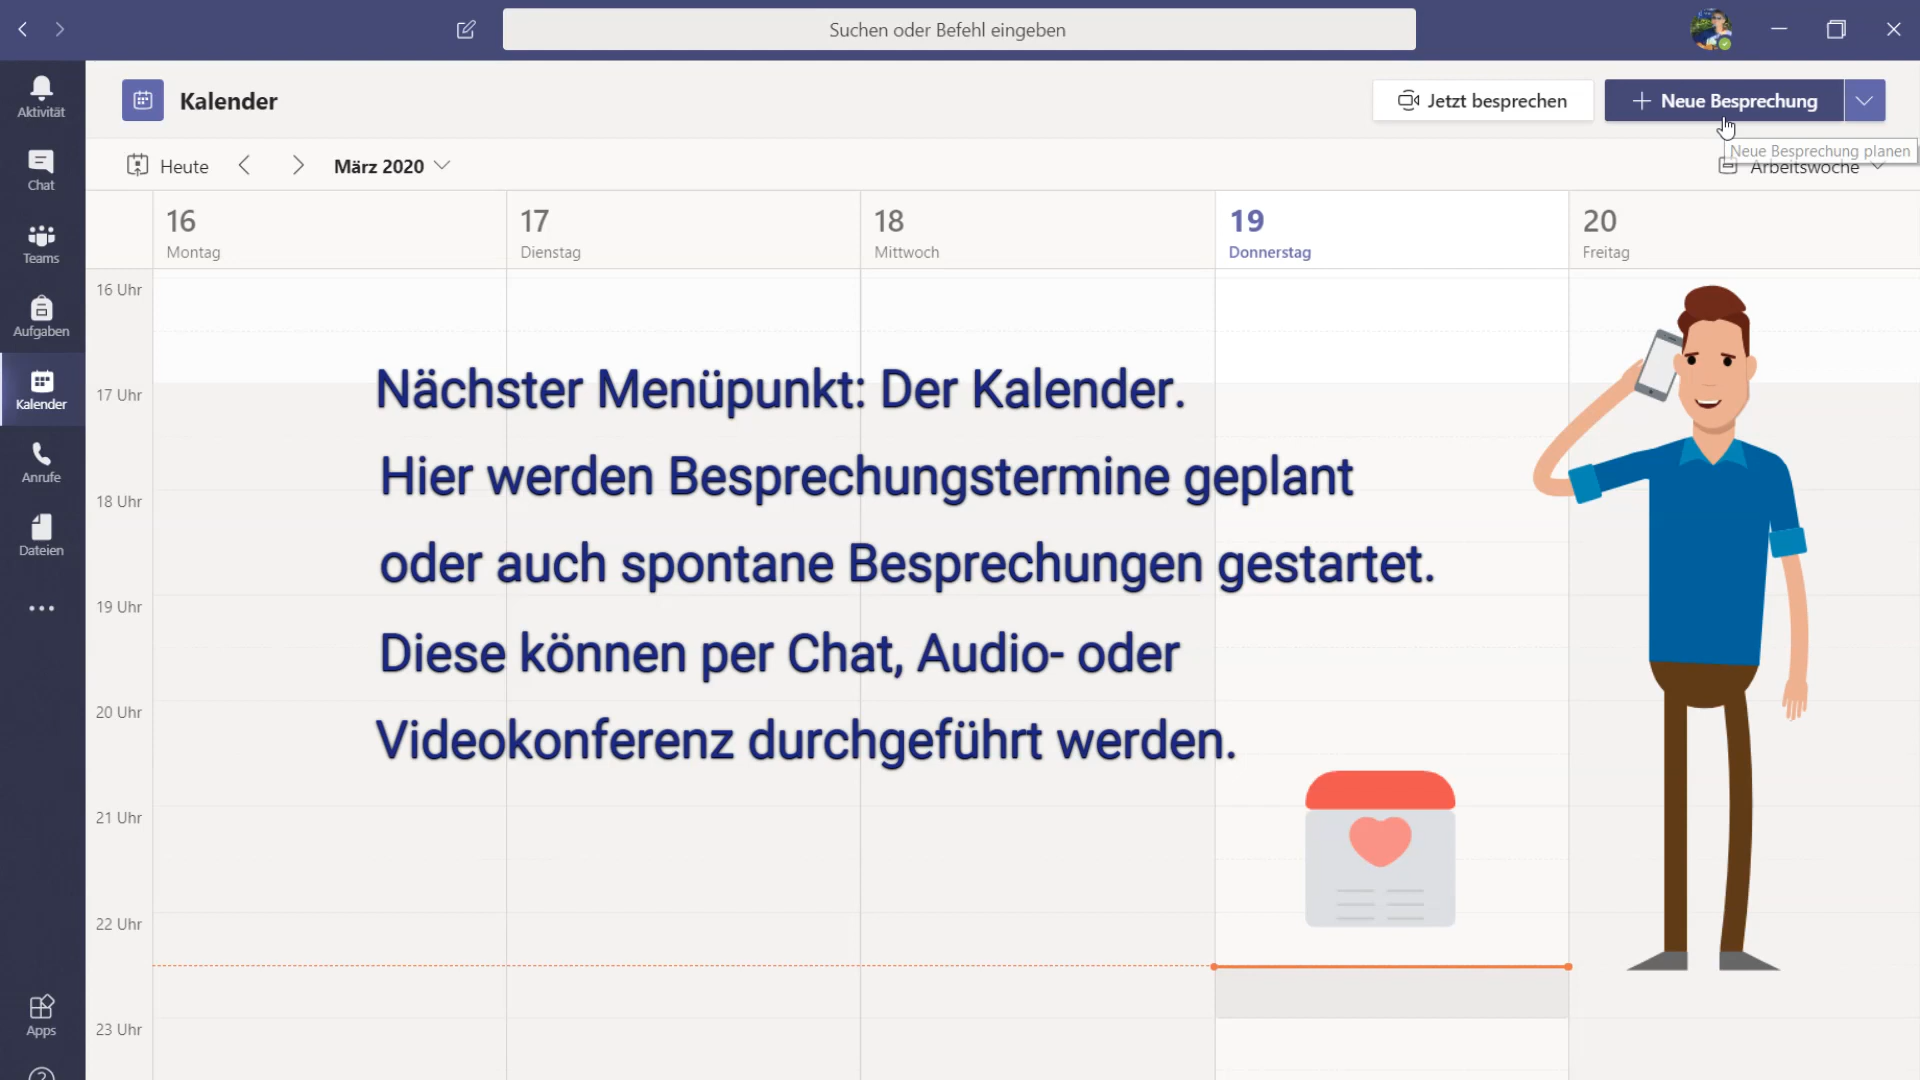 Suchen oder Befehl eingeben
Aktivität
Chat
Teams
Aufgaben
Kalender
Anrufe
Dateien
Apps
Kalender
Jetzt besprechen
Neue Besprechung
Neue Besprechung planen
Heute
März 2020
Arbeitswoche
16
Montag
17
Dienstag
18
Mittwoch
19
Donnerstag
20
Freitag
16 Uhr
17 Uhr
18 Uhr
19 Uhr
20 Uhr
21 Uhr
22 Uhr
23 Uhr
Nächster Menüpunkt: Der Kalender.
Hier werden Besprechungstermine geplant
oder auch spontane Besprechungen gestartet.
Diese können per Chat, Audio- oder
Videokonferenz durchgeführt werden.